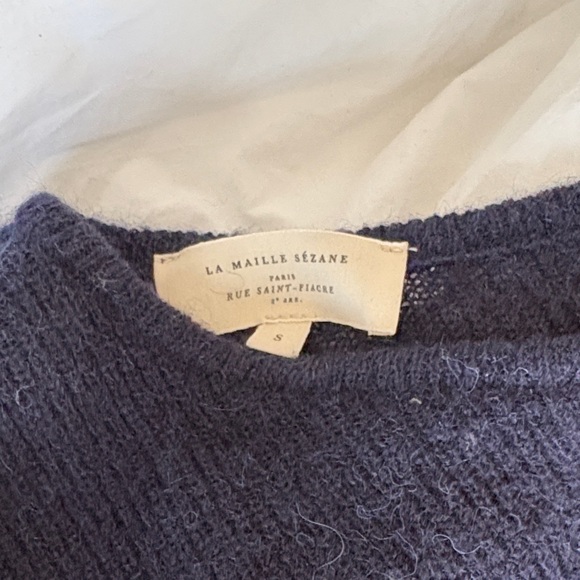 LA MAILLE SÉZANE
PARIS
RUE SAINT-FIACRE
2e ARR.
S